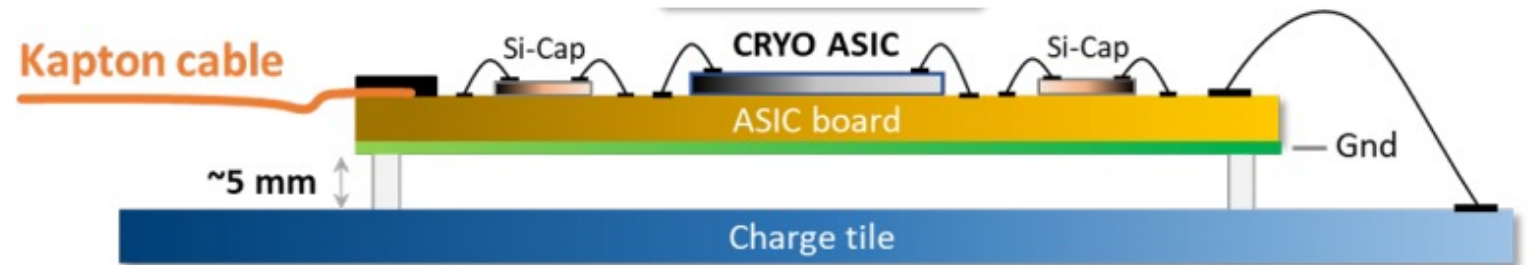 Kapton cable
Si-Cap
CRYO ASIC
Si-Cap
ASIC board
Gnd
~5 mm
Charge tile